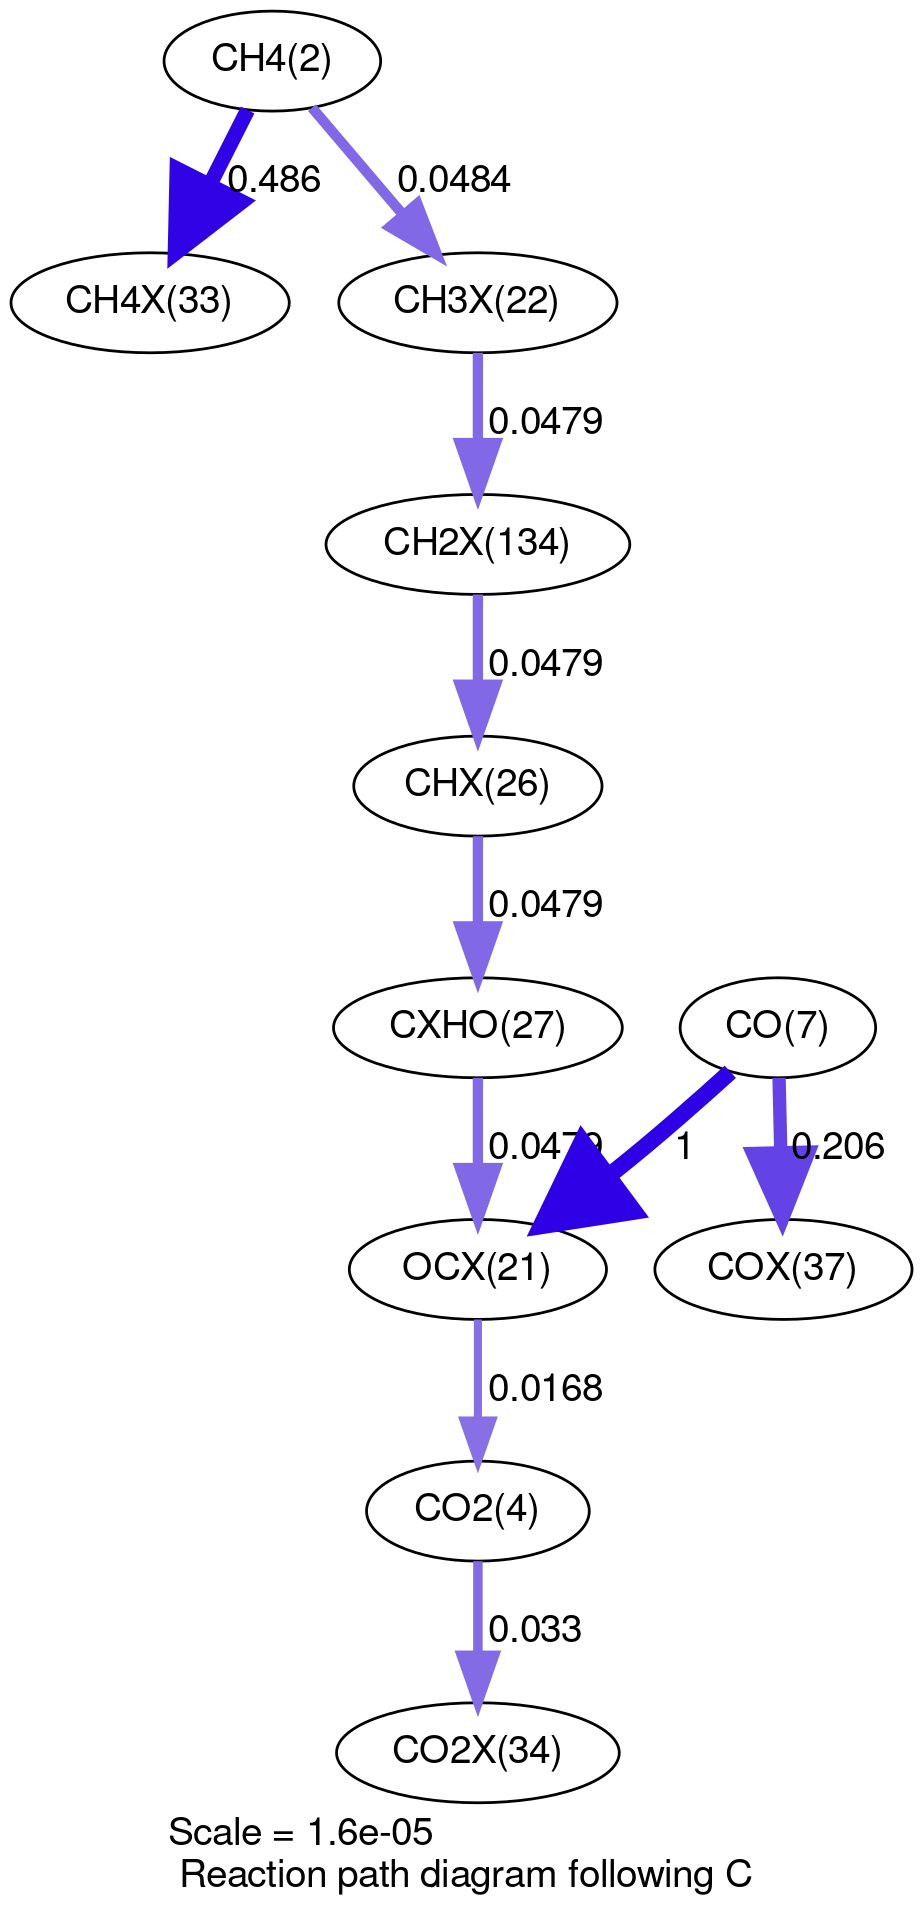 CH4(2)
0.486
0.0484
CH4X(33)
CH3X(22)
0.0479
CH2X(134)
0.0479
CHX(26)
0.0479
CXHO(27)
CO(7)
0.0479
1
0.206
OCX(21)
COX(37)
0.0168
CO2(4)
0.033
CO2X(34)
Scale = 1.6e-05
Reaction path diagram following C